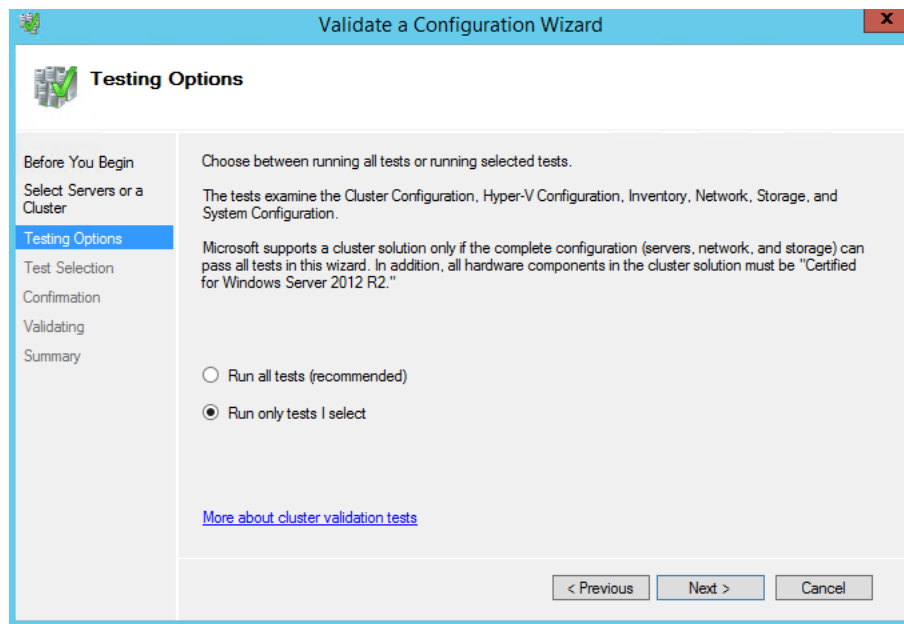 Validate a Configuration Wizard
x
Testing Options
Before You Begin
Select Servers or a
Cluster
Testing Options
Test Selection
Confirmation
Validating
Summary
Choose between running all tests or running selected tests.
The tests examine the Cluster Configuration, Hyper-V Configuration, Inventory, Network, Storage, and
System Configuration.
Microsoft supports a cluster solution only if the complete configuration (servers, network, and storage) can
pass all tests in this wizard. In addition, all hardware components in the cluster solution must be "Certified
for Windows Server 2012 R2."
Run all tests (recommended)
Run only tests I select
More about cluster validation tests
< Previous
Next >
Cancel